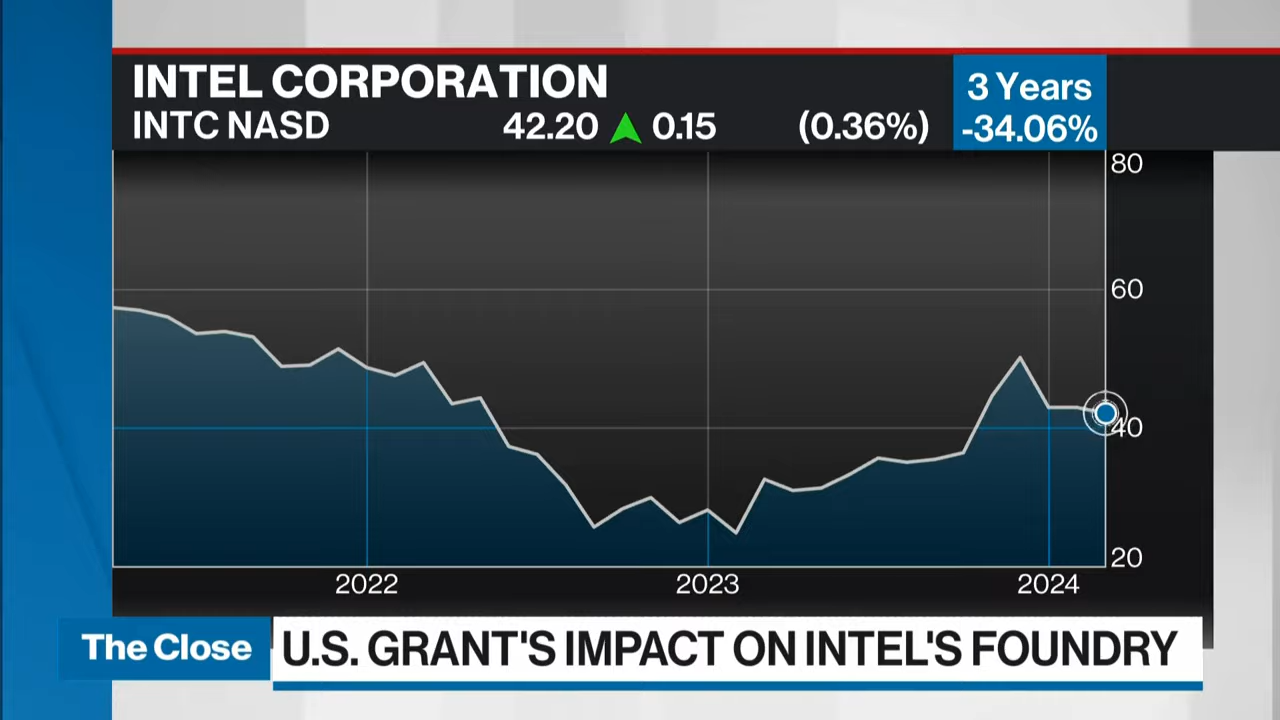 INTEL CORPORATION
INTC NASD 42.20 ▲ 0.15 (0.36%)
3 Years
-34.06%
80
60
40
20
2022 2023 2024
The Close
U.S. GRANT'S IMPACT ON INTEL'S FOUNDRY